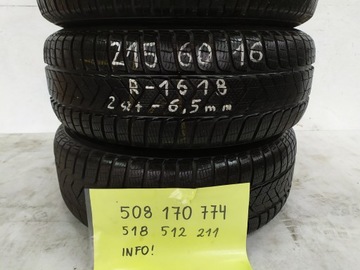 215 60 16
R-1618
2szt - 6,5mm
508 170 774
518 512 211
INFO!